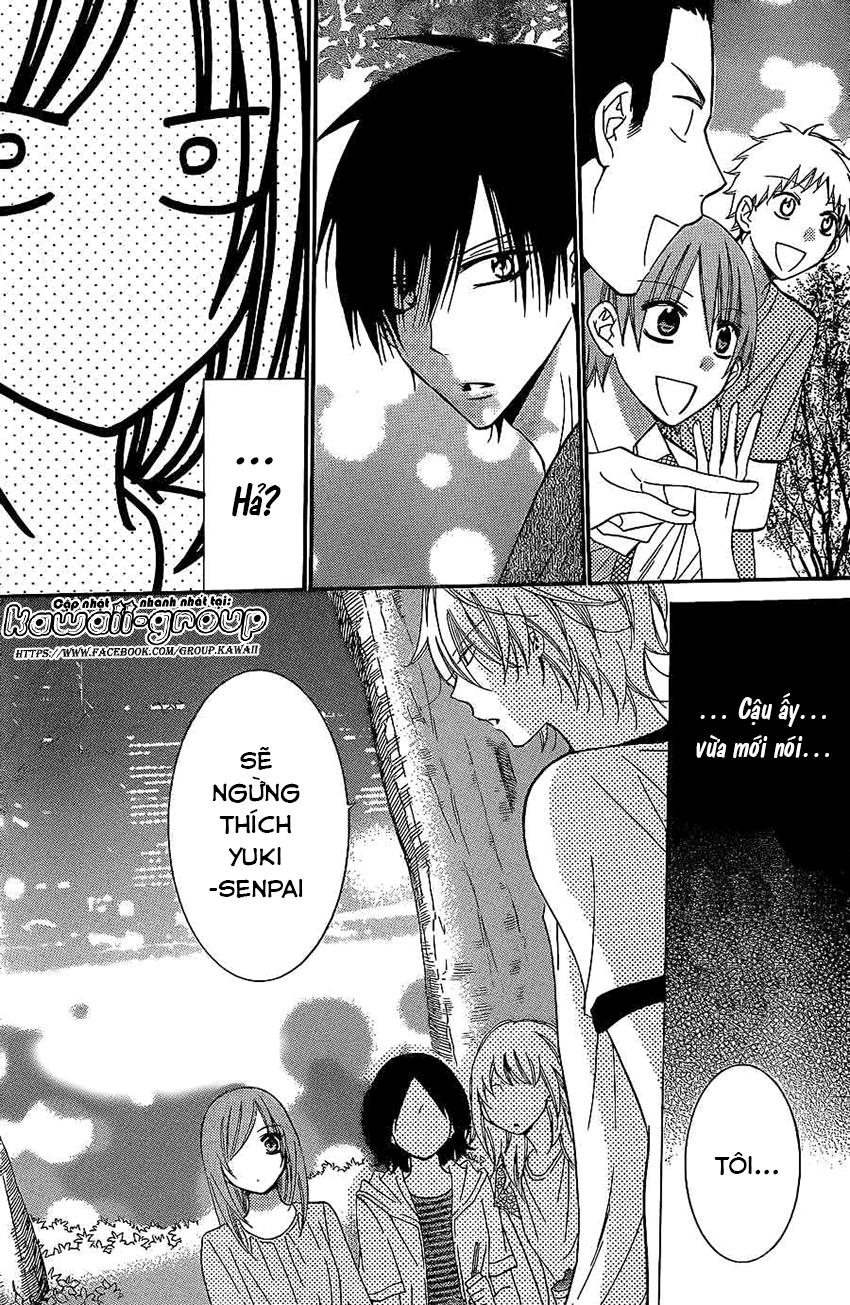 ...
Hả?
Cập nhật nhanh nhất tại:
kawaii-group
HTTPS://WWW.FACEBOOK.COM/GROUP.KAWAII
... Cậu ấy...
vừa mới nói...
TÔI...
SẼ
NGỪNG
THÍCH
YUKI
-SENPAI